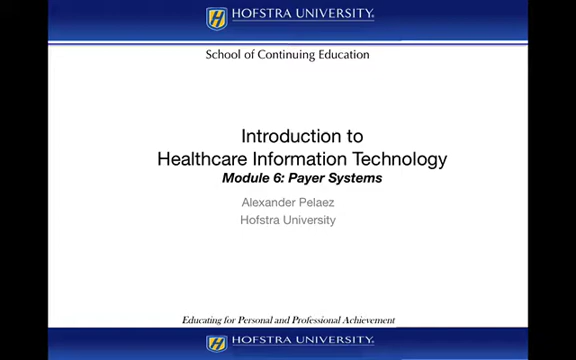 HOFSTRA UNIVERSITY
School of Continuing Education
Introduction to
Healthcare Information Technology
Module 6: Payer Systems
Alexander Pelaez
Hofstra University
Educating for Personal and Professional Achievement
HOFSTRA UNIVERSITY